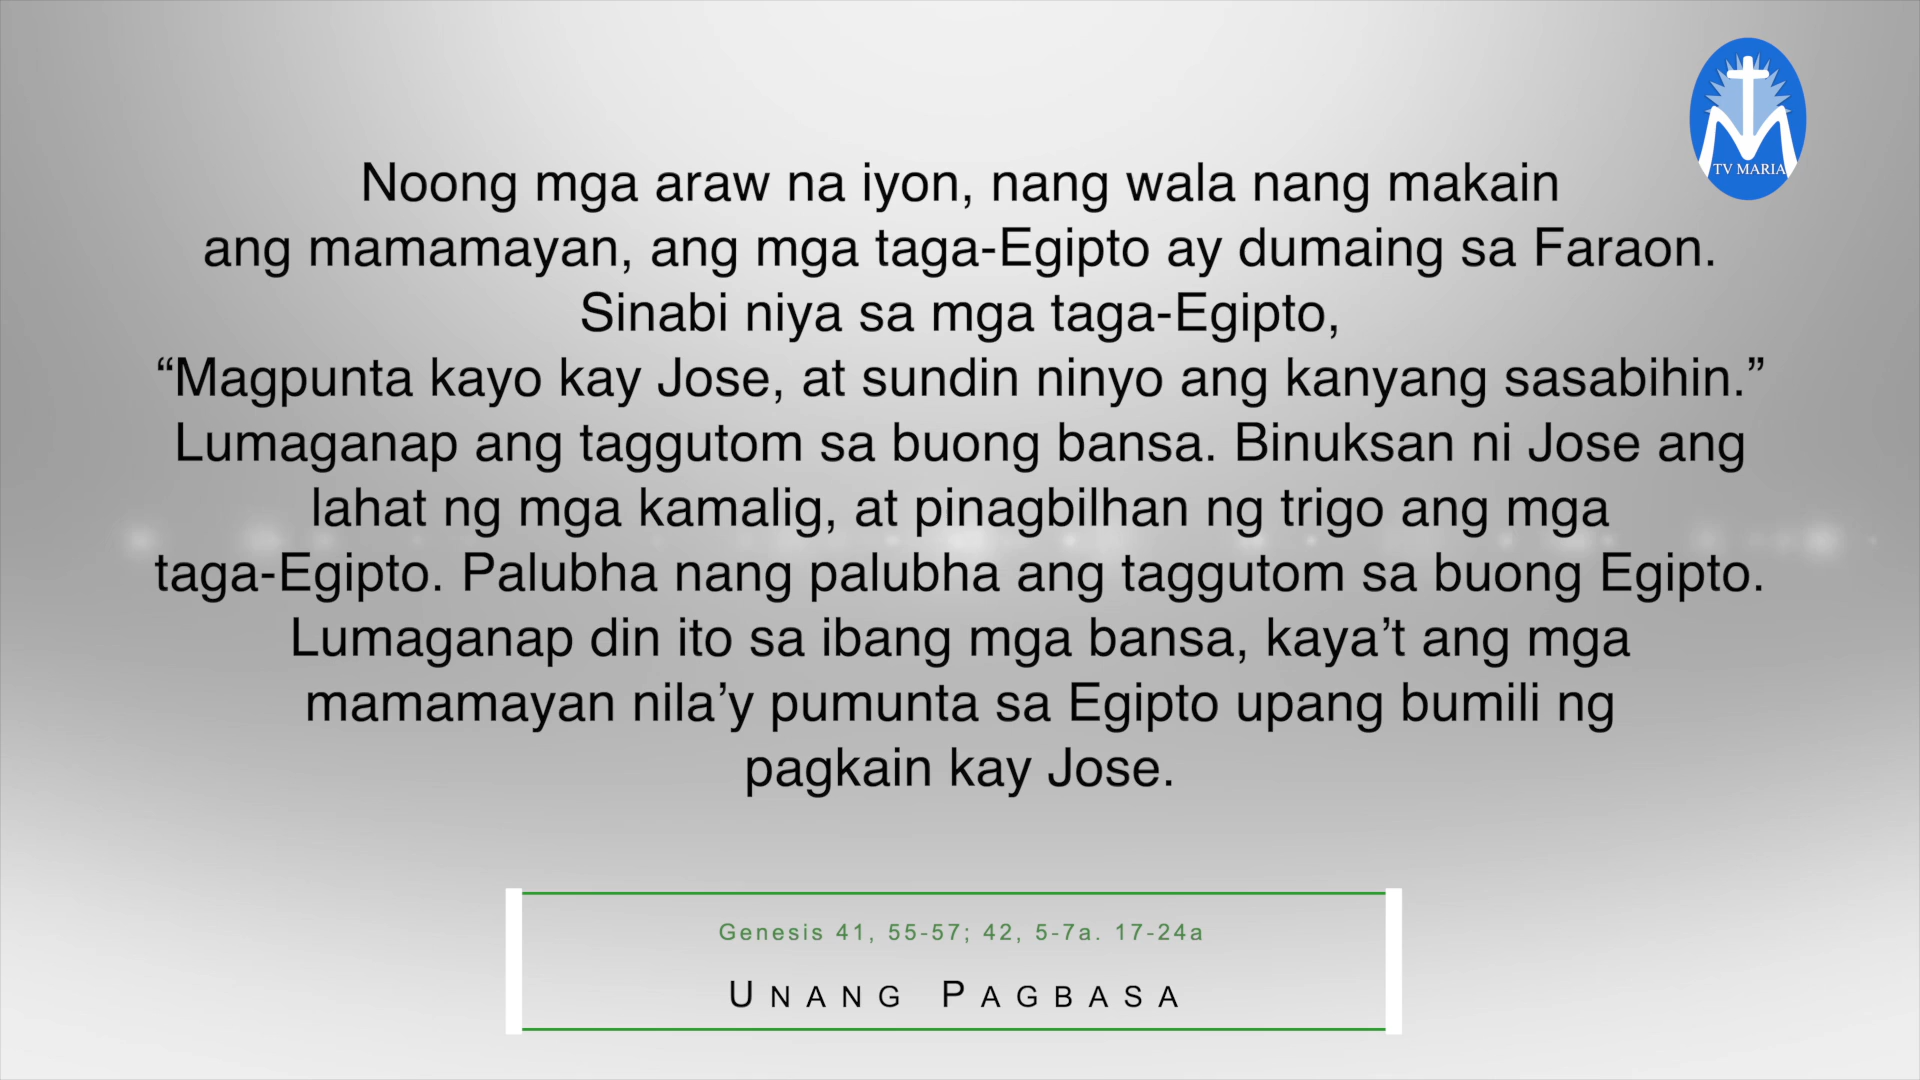 TV MARIA
Noong mga araw na iyon, nang wala nang makain
ang mamamayan, ang mga taga-Egipto ay dumaing sa Faraon.
Sinabi niya sa mga taga-Egipto,
“Magpunta kayo kay Jose, at sundin ninyo ang kanyang sasabihin.”
Lumaganap ang taggutom sa buong bansa. Binuksan ni Jose ang
lahat ng mga kamalig, at pinagbilhan ng trigo ang mga
taga-Egipto. Palubha nang palubha ang taggutom sa buong Egipto.
Lumaganap din ito sa ibang mga bansa, kaya’t ang mga
mamamayan nila’y pumunta sa Egipto upang bumili ng
pagkain kay Jose.
Genesis 41, 55-57; 42, 5-7a. 17-24a
UNANG PAGBASA